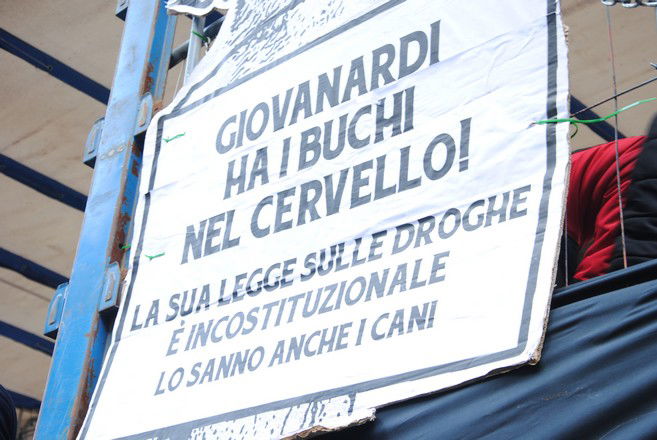 GIOVANARDI
HA I BUCHI
NEL CERVELLO!
LA SUA LEGGE SULLE DROGHE
È INCOSTITUZIONALE
LO SANNO ANCHE I CANI